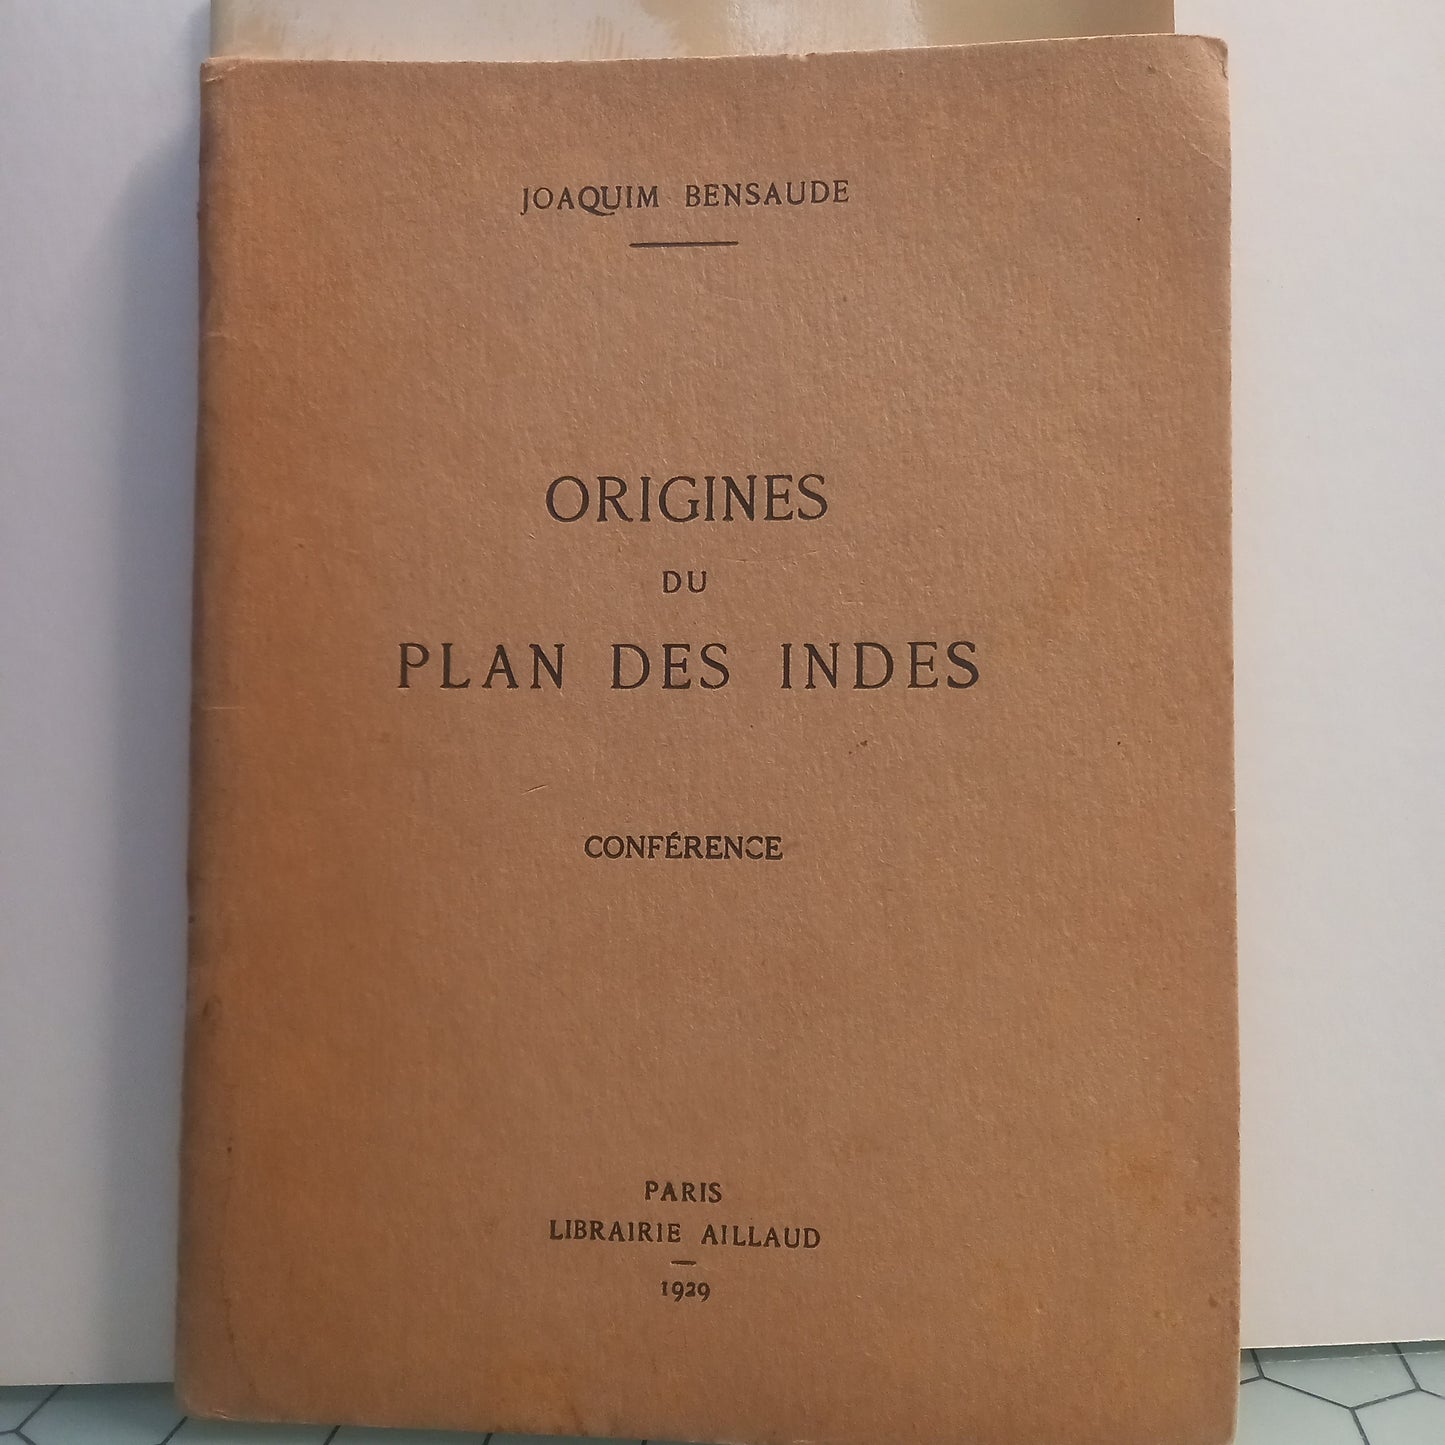 JOAQUIM BENSAUDE
ORIGINES
DU
PLAN DES INDES
CONFÉRENCE
PARIS
LIBRAIRIE AILLAUD
1929